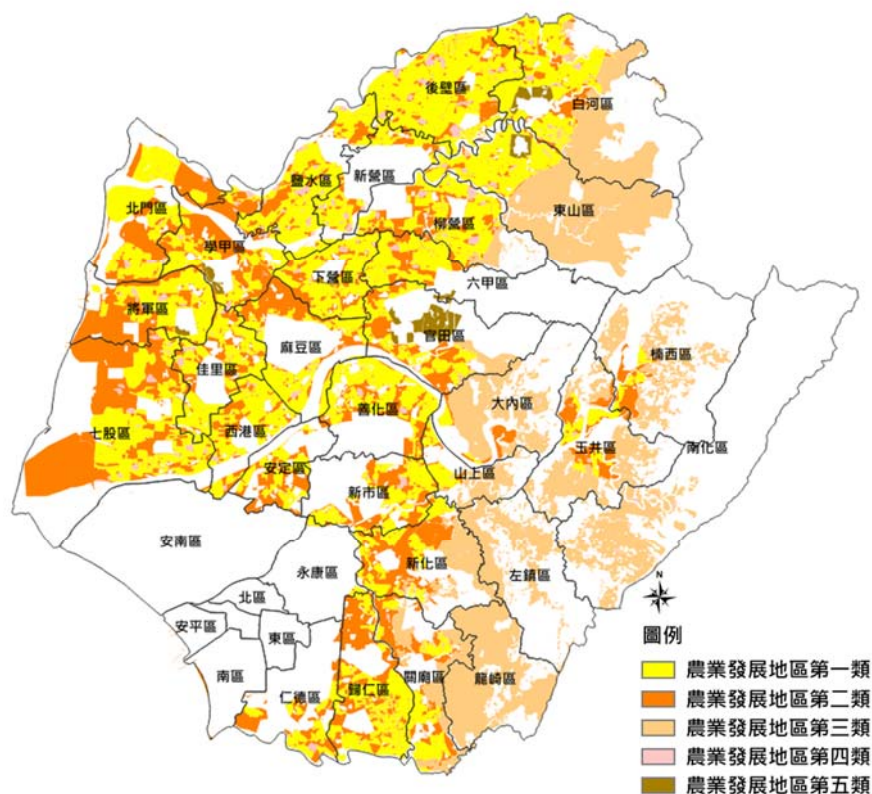 後壁區
白河區
鹽水區
新營區
北門區
東山區
柳營區
學甲區
下營區
六甲區
將軍區
官田區
麻豆區
楠西區
佳里區
大內區
善化區
七股區
西港區
玉井區
南化區
安定區
山上區
新市區
安南區
新化區
永康區
左鎮區
北區
安平區
東區
南區
關廟區
龍崎區
仁德區
歸仁區
N
圖例
農業發展地區第一類
農業發展地區第二類
農業發展地區第三類
農業發展地區第四類
農業發展地區第五類